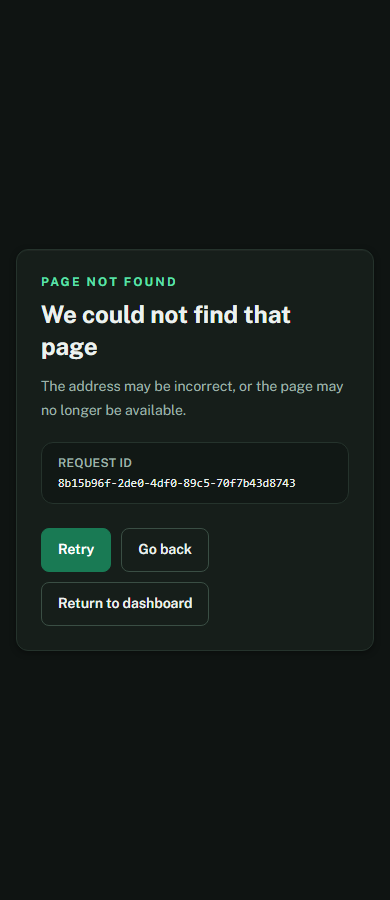 PAGE NOT FOUND
We could not find that
page
The address may be incorrect, or the page may
no longer be available.
REQUEST ID
8b15b96f-2de0-4df0-89c5-70f7b43d8743
Retry
Go back
Return to dashboard